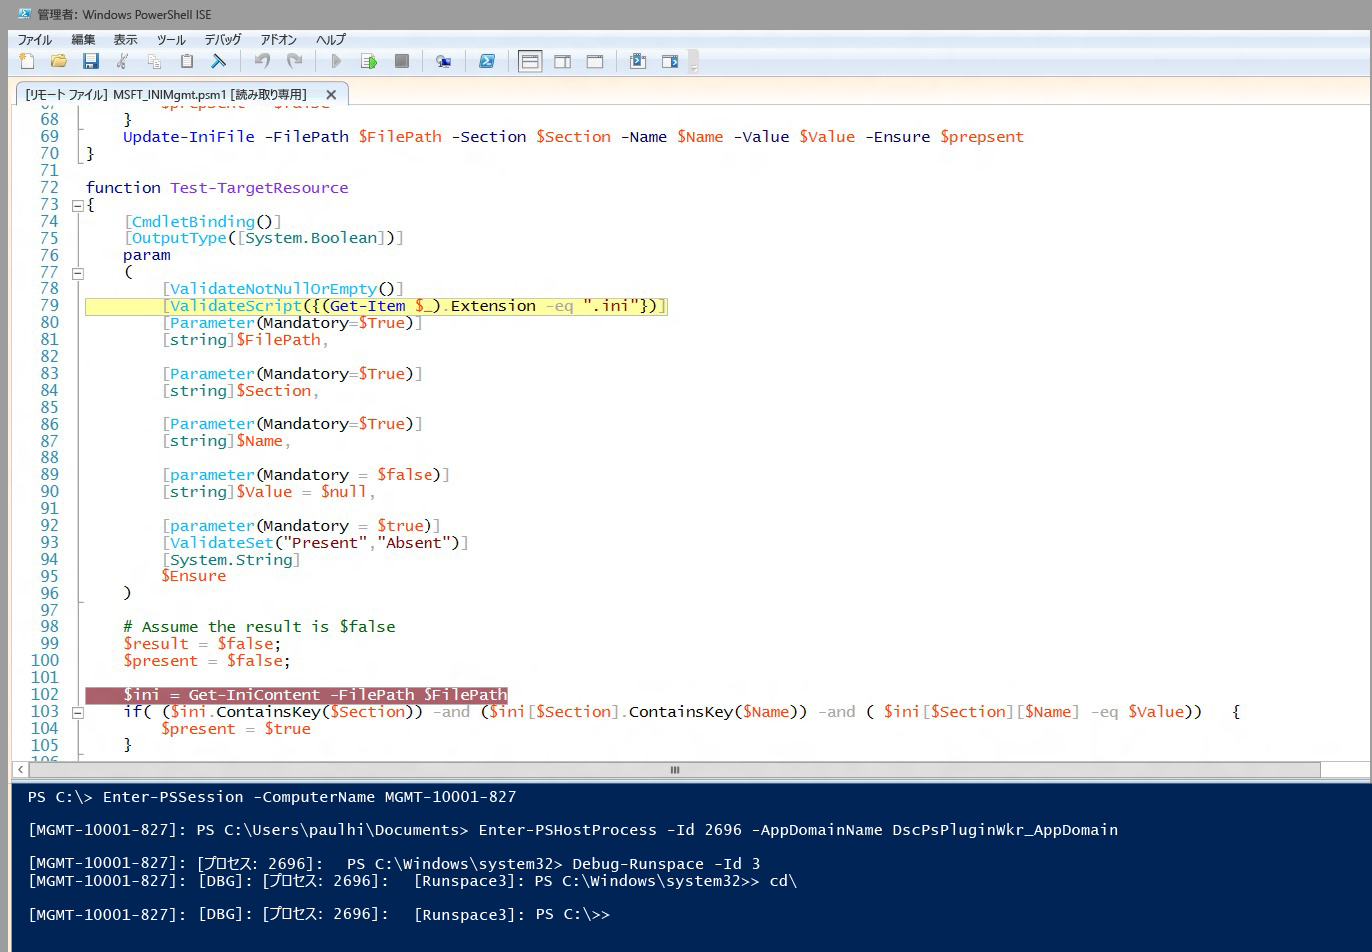 管理者: Windows PowerShell ISE
ファイル 編集 表示 ツール デバッグ アドオン ヘルプ
[リモート ファイル] MSFT_INIMgmt.psm1 [読み取り専用] ✕
67 $prepsent = $false
68 }
69 Update-IniFile -FilePath $FilePath -Section $Section -Name $Name -Value $Value -Ensure $prepsent
70 }
71
72 function Test-TargetResource
73 {
74 [CmdletBinding()]
75 [OutputType([System.Boolean])]
76 param
77 (
78 [ValidateNotNullOrEmpty()]
79 [ValidateScript({(Get-Item $_).Extension -eq ".ini"})]
80 [Parameter(Mandatory=$True)]
81 [string]$FilePath,
82
83 [Parameter(Mandatory=$True)]
84 [string]$Section,
85
86 [Parameter(Mandatory=$True)]
87 [string]$Name,
88
89 [parameter(Mandatory = $false)]
90 [string]$Value = $null,
91
92 [parameter(Mandatory = $true)]
93 [ValidateSet("Present","Absent")]
94 [System.String]
95 $Ensure
96 )
97
98 # Assume the result is $false
99 $result = $false;
100 $present = $false;
101
102 $ini = Get-IniContent -FilePath $FilePath
103 if( ($ini.ContainsKey($Section)) -and ($ini[$Section].ContainsKey($Name)) -and ( $ini[$Section][$Name] -eq $Value)) {
104 $present = $true
105 }
106
PS C:\> Enter-PSSession -ComputerName MGMT-10001-827
[MGMT-10001-827]: PS C:\Users\paulhi\Documents> Enter-PSHostProcess -Id 2696 -AppDomainName DscPsPluginWkr_AppDomain
[MGMT-10001-827]: [プロセス: 2696]: PS C:\Windows\system32> Debug-Runspace -Id 3
[MGMT-10001-827]: [DBG]: [プロセス: 2696]: [Runspace3]: PS C:\Windows\system32>> cd\
[MGMT-10001-827]: [DBG]: [プロセス: 2696]: [Runspace3]: PS C:\>>